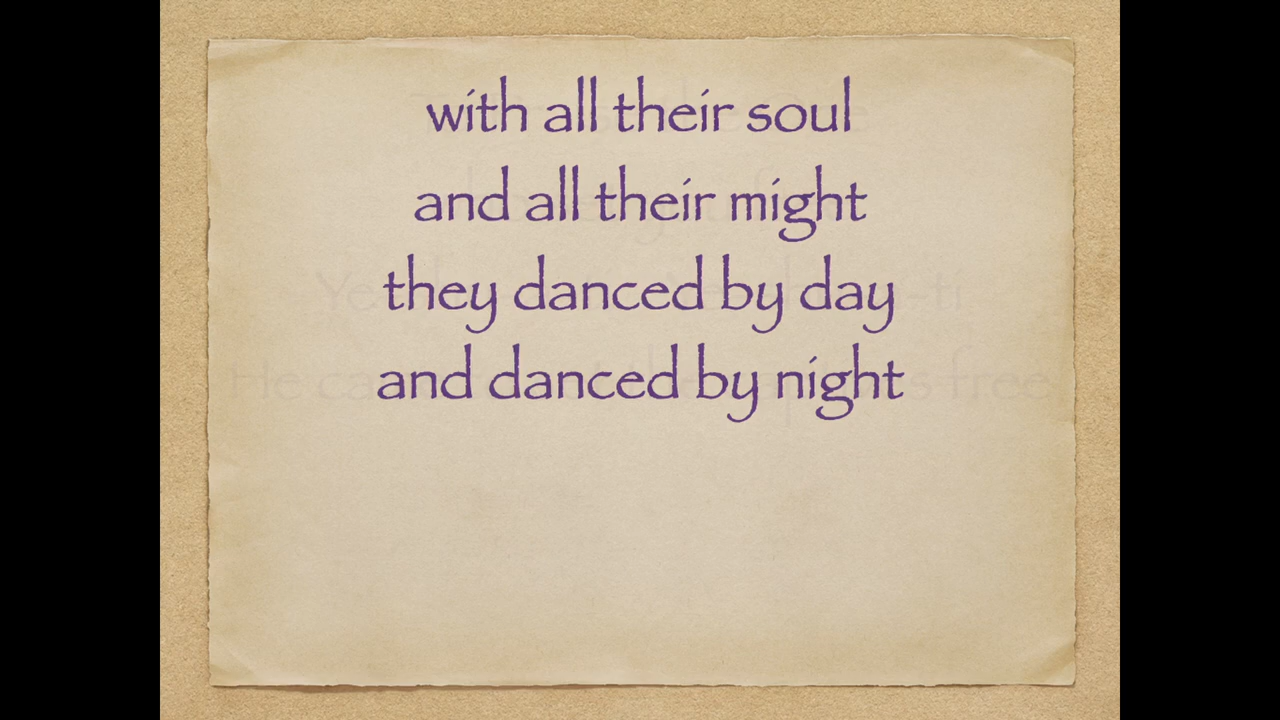 with all their soul
and all their might
they danced by day
and danced by night